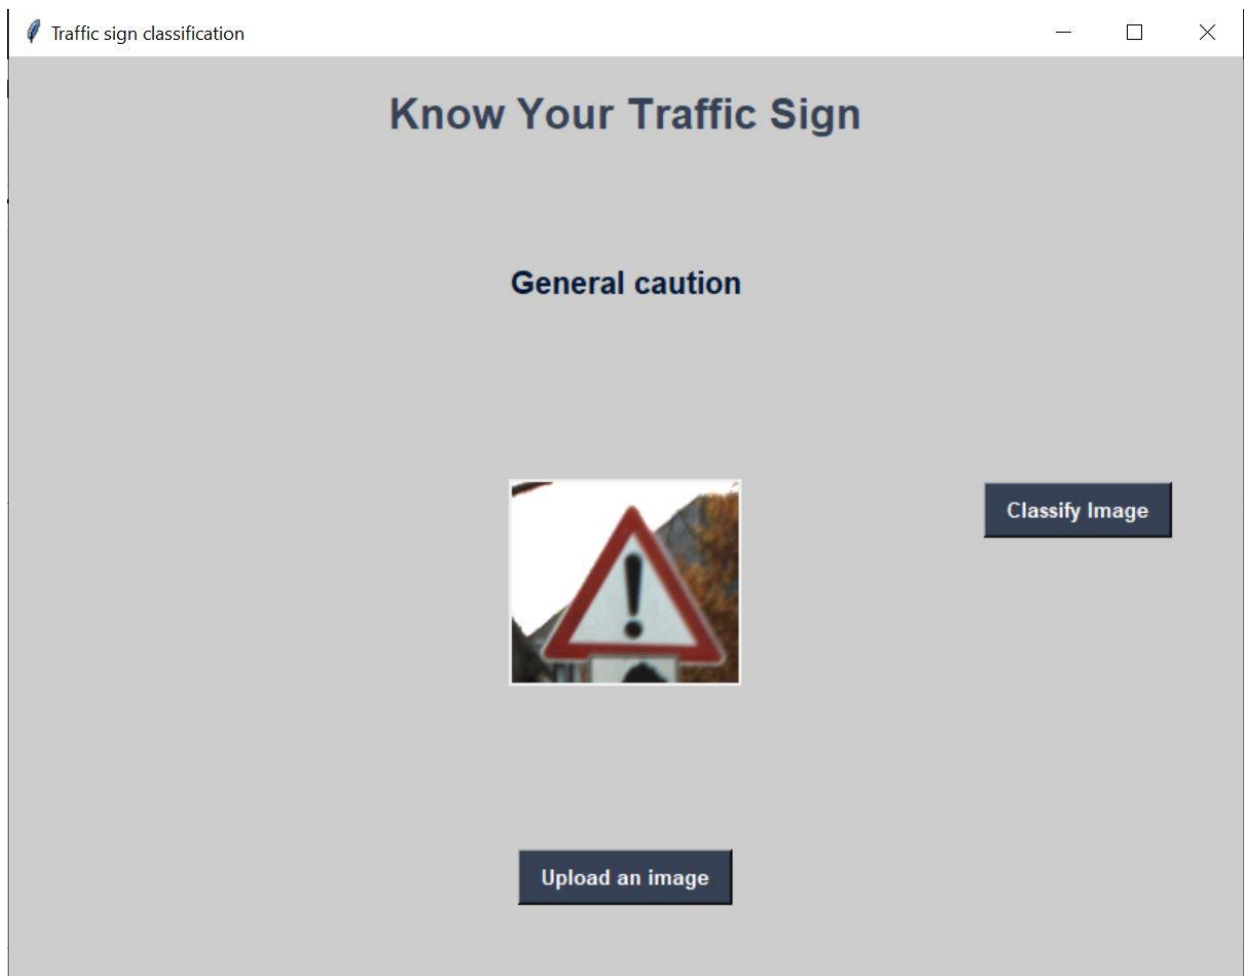 Traffic sign classification
Know Your Traffic Sign
General caution
!
Classify Image
Upload an image